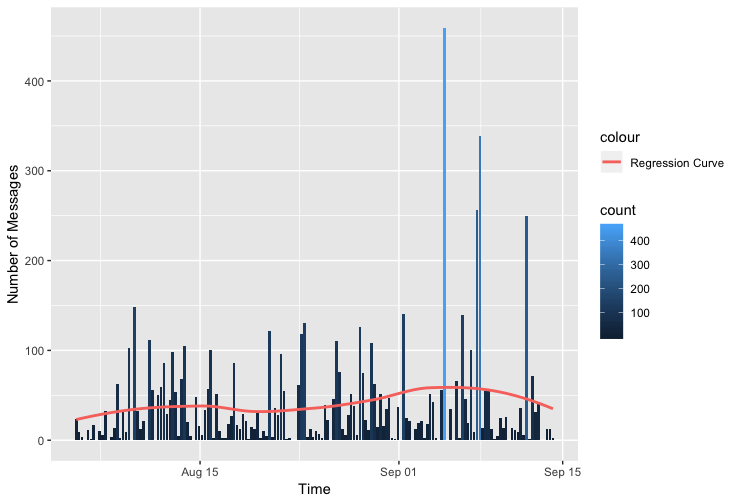 Number of Messages
400
300
200
100
0
Aug 15
Sep 01
Sep 15
Time
colour
Regression Curve
count
400
300
200
100